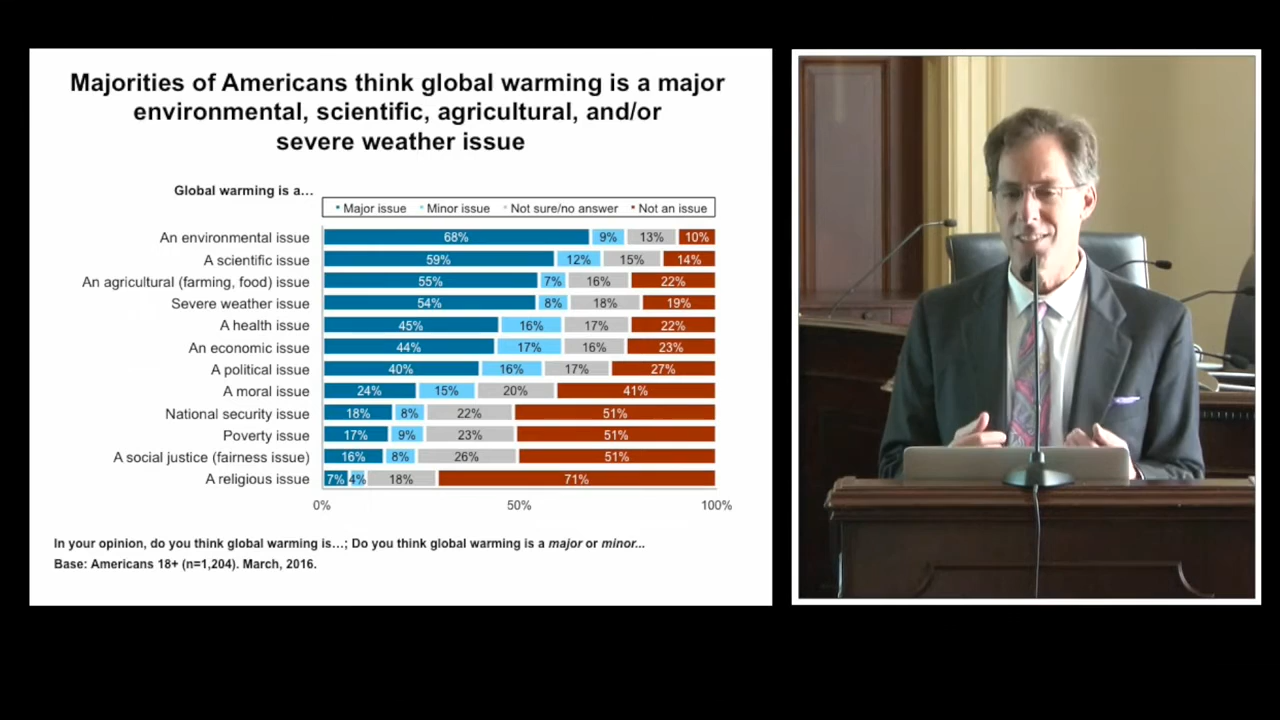 Majorities of Americans think global warming is a major
environmental, scientific, agricultural, and/or
severe weather issue
Global warming is a...
Major issue Minor issue Not sure/no answer Not an issue
An environmental issue 68% 9% 13% 10%
A scientific issue 59% 12% 15% 14%
An agricultural (farming, food) issue 55% 7% 16% 22%
Severe weather issue 54% 8% 18% 19%
A health issue 45% 16% 17% 22%
An economic issue 44% 17% 16% 23%
A political issue 40% 16% 17% 27%
A moral issue 24% 15% 20% 41%
National security issue 18% 8% 22% 51%
Poverty issue 17% 9% 23% 51%
A social justice (fairness issue) 16% 8% 26% 51%
A religious issue 7% 4% 18% 71%
0% 50% 100%
In your opinion, do you think global warming is...; Do you think global warming is a major or minor...
Base: Americans 18+ (n=1,204). March, 2016.